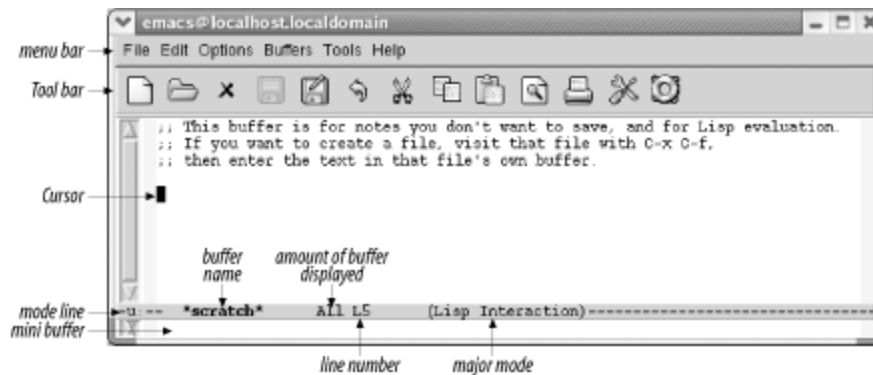 emacs@localhost.localdomain
menu bar File Edit Options Buffers Tools Help
Tool bar
;; This buffer is for notes you don't want to save, and for Lisp evaluation.
;; If you want to create a file, visit that file with C-x C-f,
;; then enter the text in that file's own buffer.
Cursor
buffer name
amount of buffer displayed
mode line -u:-- *scratch* All L5 (Lisp Interaction)--------------------------------
mini buffer
line number
major mode